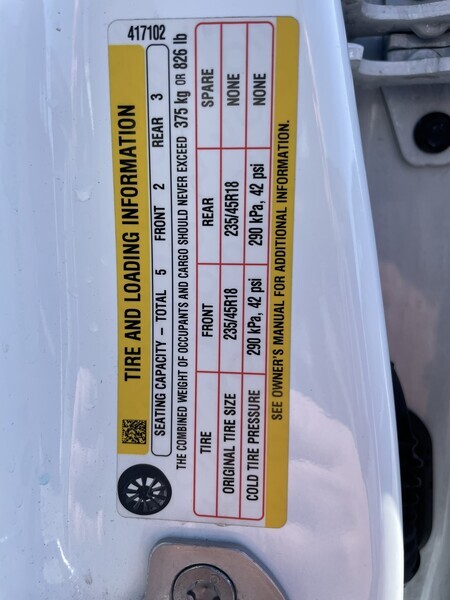 417102
TIRE AND LOADING INFORMATION
SEATING CAPACITY – TOTAL 5 FRONT 2 REAR 3
THE COMBINED WEIGHT OF OCCUPANTS AND CARGO SHOULD NEVER EXCEED 375 kg OR 826 lb
TIRE FRONT REAR SPARE
ORIGINAL TIRE SIZE 235/45R18 235/45R18 NONE
COLD TIRE PRESSURE 290 kPa, 42 psi 290 kPa, 42 psi NONE
SEE OWNER'S MANUAL FOR ADDITIONAL INFORMATION.